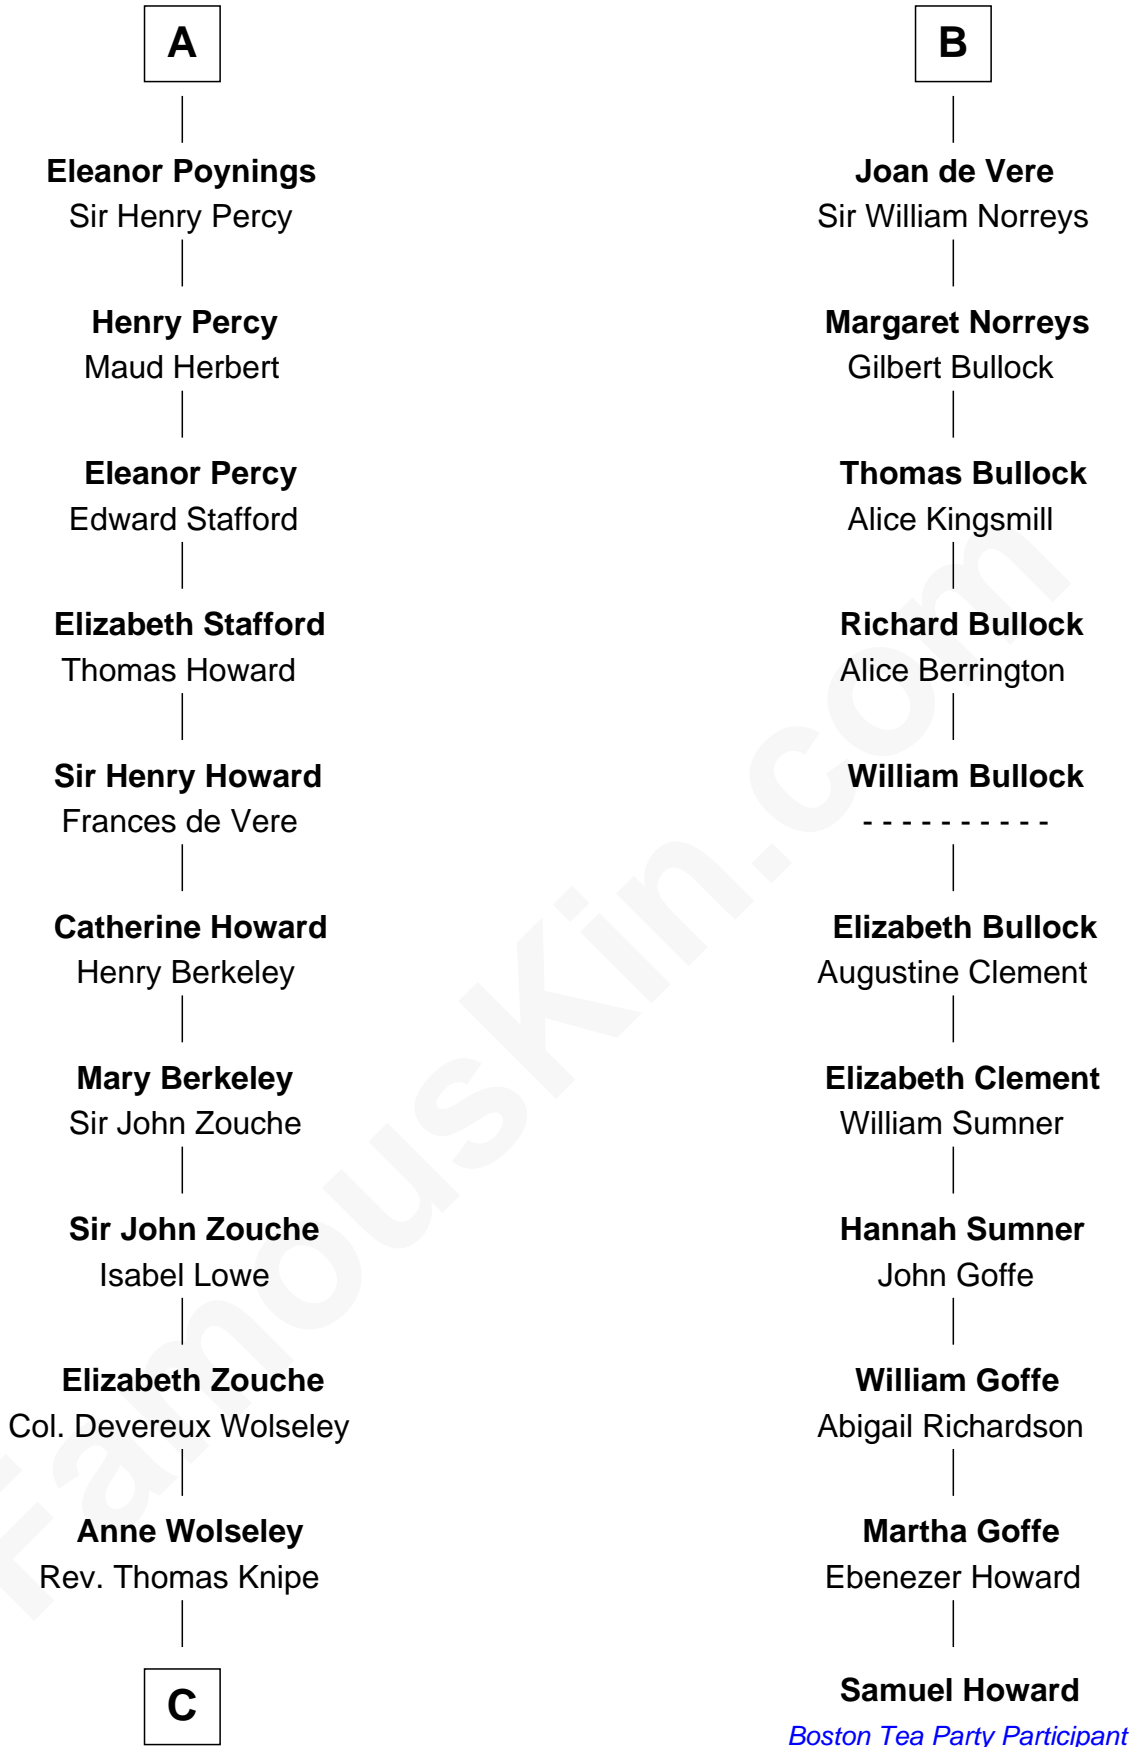 A
Eleanor Poynings
Sir Henry Percy
Henry Percy
Maud Herbert
Eleanor Percy
Edward Stafford
Elizabeth Stafford
Thomas Howard
Sir Henry Howard
Frances de Vere
Catherine Howard
Henry Berkeley
Mary Berkeley
Sir John Zouche
Sir John Zouche
Isabel Lowe
Elizabeth Zouche
Col. Devereux Wolseley
Anne Wolseley
Rev. Thomas Knipe
C
B
Joan de Vere
Sir William Norreys
Margaret Norreys
Gilbert Bullock
Thomas Bullock
Alice Kingsmill
Richard Bullock
Alice Berrington
William Bullock
- - - - - - - - - -
Elizabeth Bullock
Augustine Clement
Elizabeth Clement
William Sumner
Hannah Sumner
John Goffe
William Goffe
Abigail Richardson
Martha Goffe
Ebenezer Howard
Samuel Howard
Boston Tea Party Participant
FamousKin.com